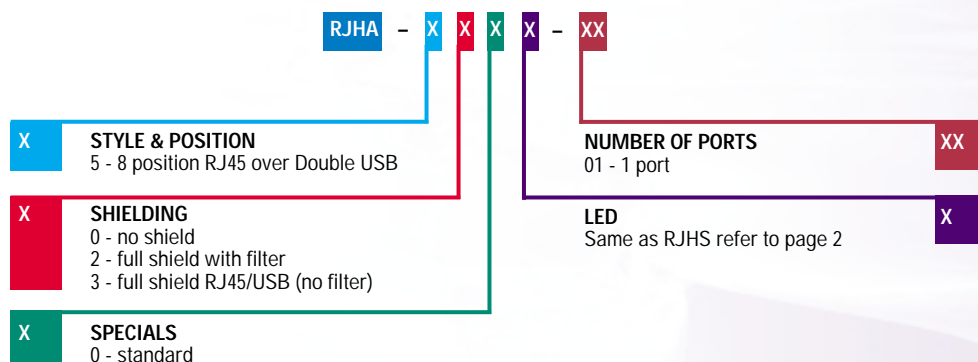 RJHA – X X X X – XX
X STYLE & POSITION
5 - 8 position RJ45 over Double USB
X SHIELDING
0 - no shield
2 - full shield with filter
3 - full shield RJ45/USB (no filter)
X SPECIALS
0 - standard
NUMBER OF PORTS XX
01 - 1 port
LED X
Same as RJHS refer to page 2